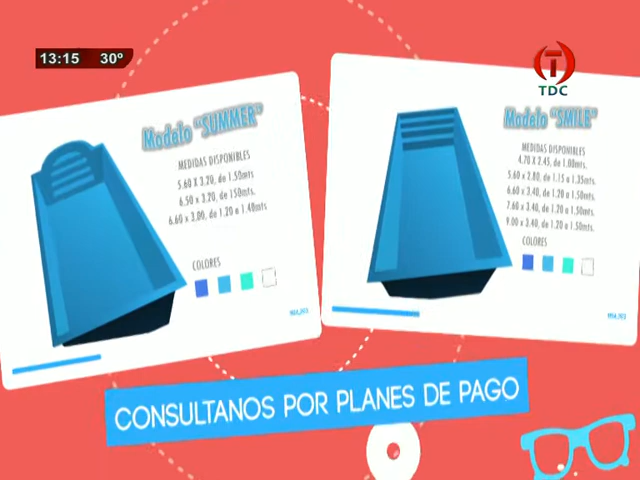 13:15 30º
TDC
Modelo "SUMMER"
MEDIDAS DISPONIBLES
5.60 X 3.20, de 1.50mts
6.50 x 3.20, de 150mts.
6.60 x 3.00, de 1.20 a 1.40mts
COLORES
Modelo "SMILE"
MEDIDAS DISPONIBLES
4.70 X 2.45, de 1.00mts.
5.60 x 2.80, de 1.15 a 1.35mts.
6.60 x 3.40, de 1.20 a 1.50mts.
7.60 x 3.40, de 1.20 a 1.50mts.
9.00 x 3.40, de 1.20 a 1.50mts.
COLORES
CONSULTANOS POR PLANES DE PAGO